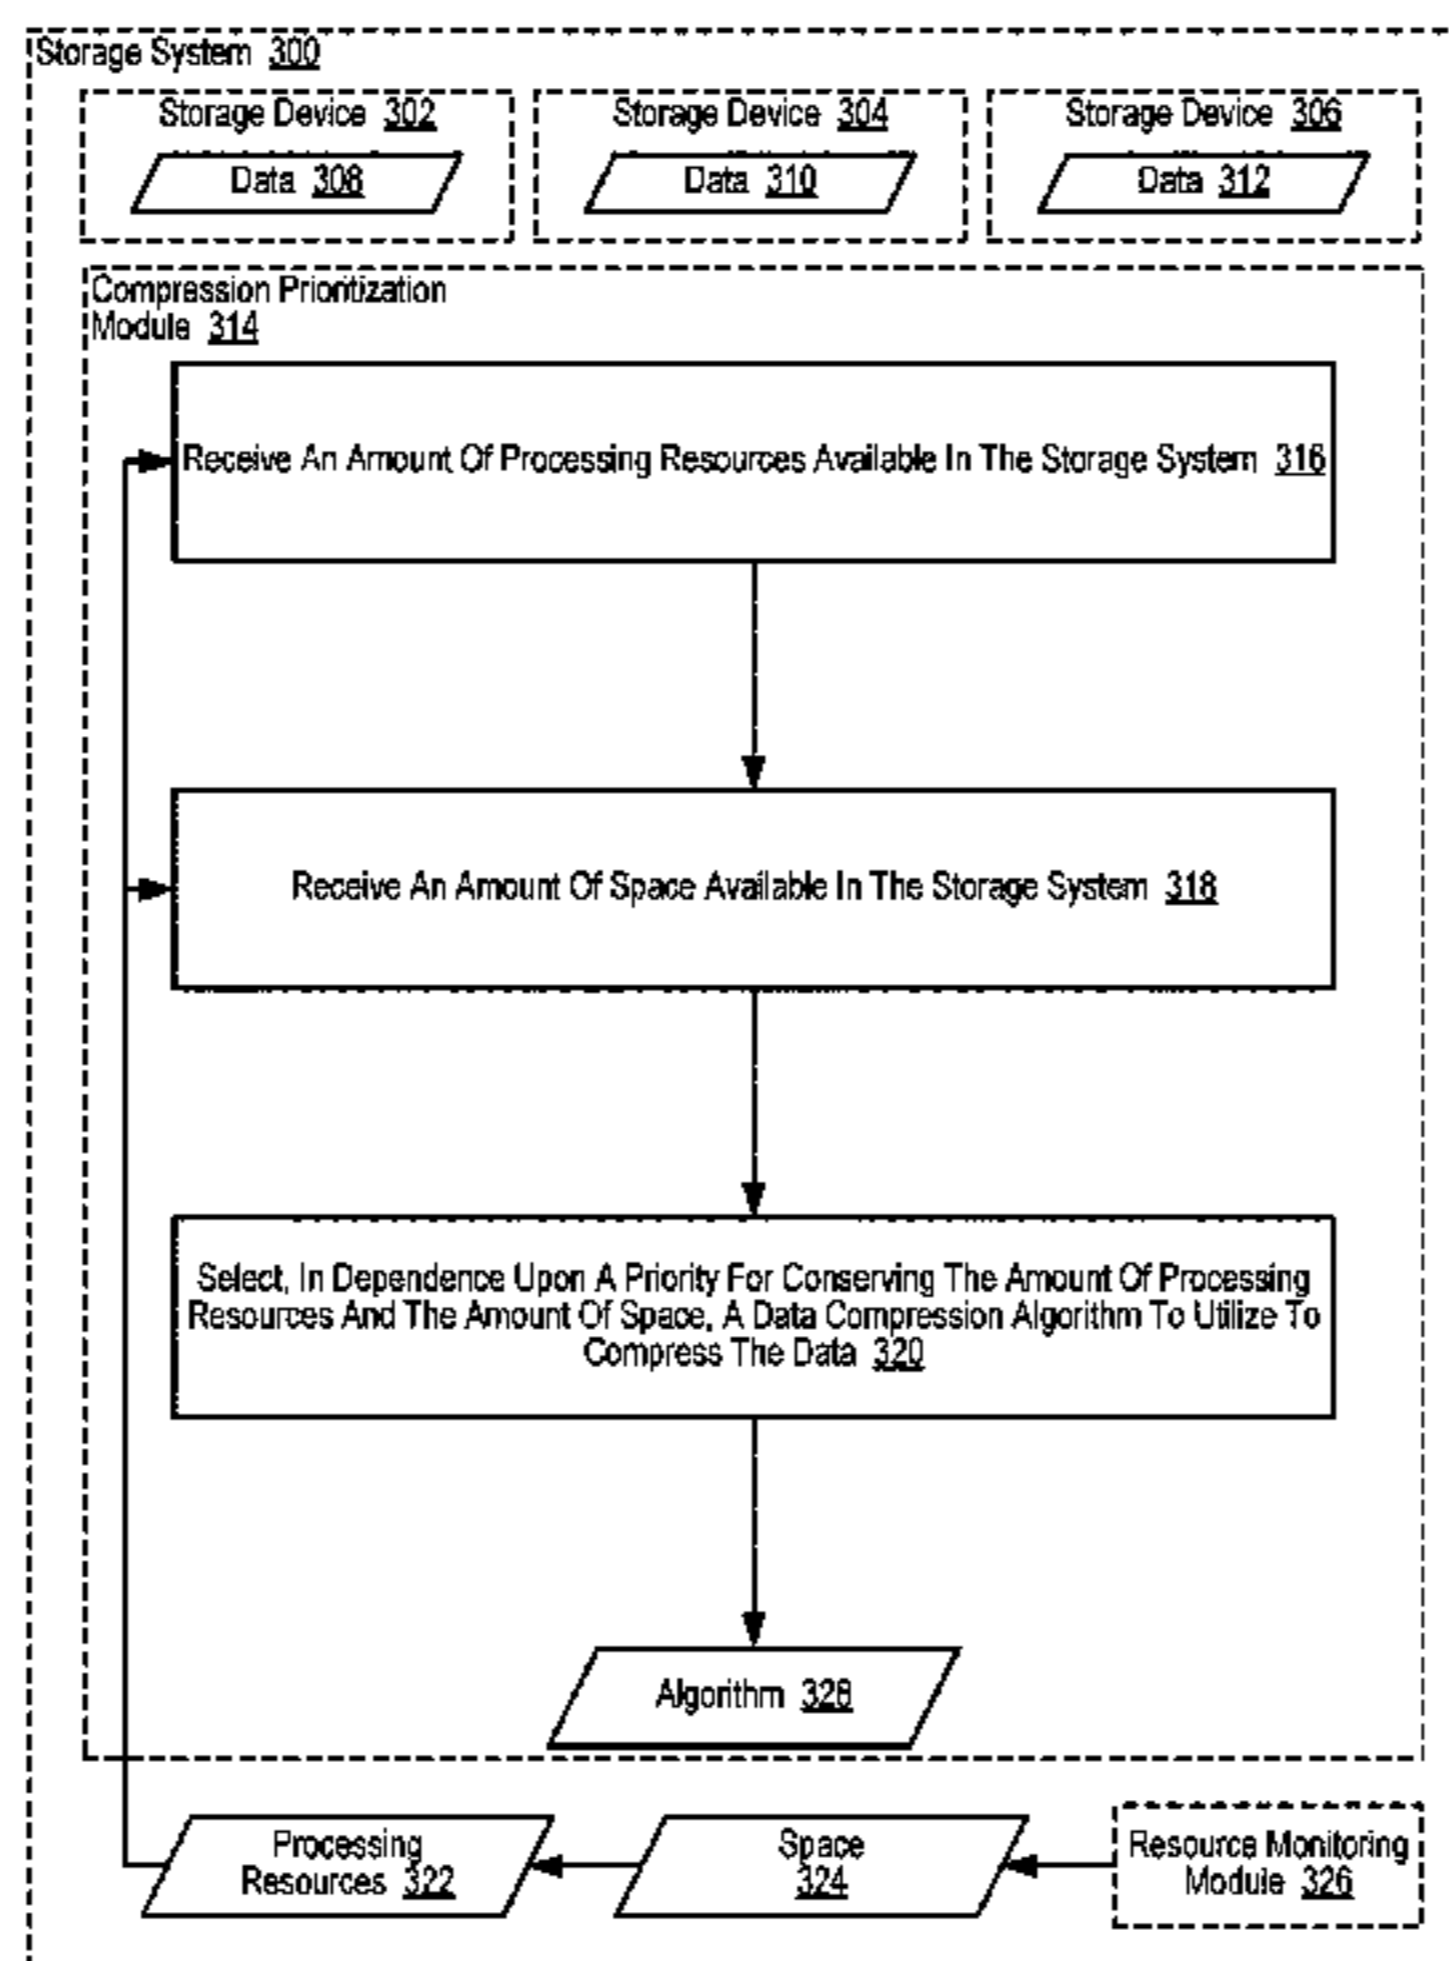 Storage System 300
Storage Device 302
Storage Device 304
Storage Device 306
Data 308
Data 310
Data 312
Compression Prioritization
Module 314
Receive An Amount Of Processing Resources Available In The Storage System 316
Receive An Amount Of Space Available In The Storage System 318
Select, In Dependence Upon A Priority For Conserving The Amount Of Processing
Resources And The Amount Of Space, A Data Compression Algorithm To Utilize To
Compress The Data 320
Algorithm 328
Processing
Resources 322
Space
324
Resource Monitoring
Module 326